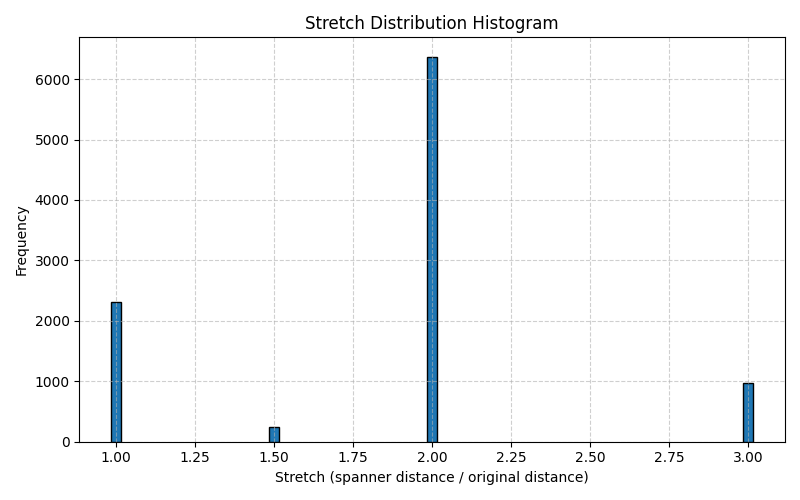 Stretch Distribution Histogram
Frequency
6000
5000
4000
3000
2000
1000
0
1.00 1.25 1.50 1.75 2.00 2.25 2.50 2.75 3.00
Stretch (spanner distance / original distance)